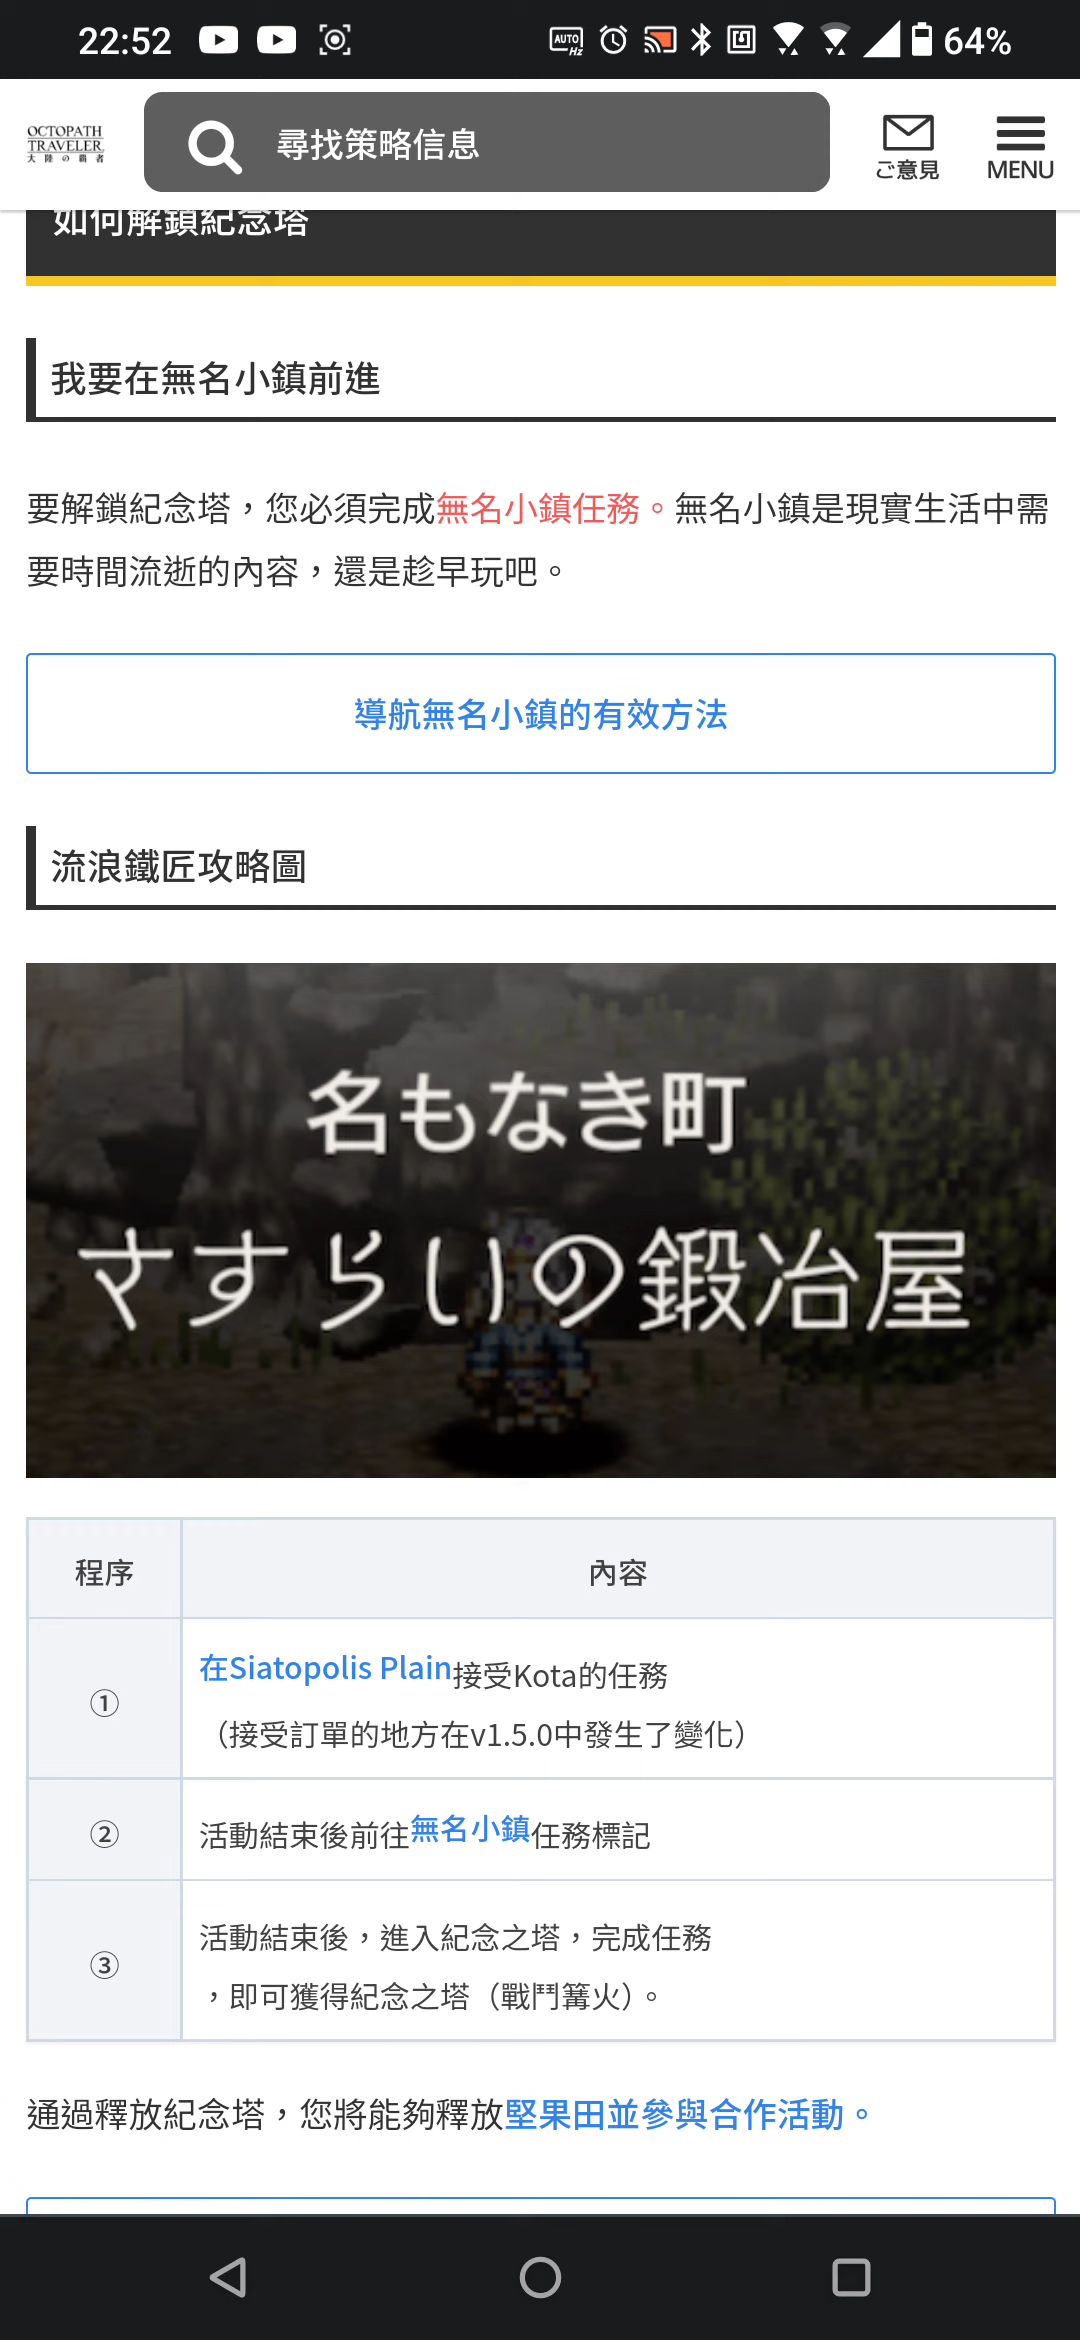 22:52
AUTO Hz
64%
OCTOPATH
TRAVELER
大陸の覇者
尋找策略信息
ご意見
MENU
如何解鎖紀念塔
我要在無名小鎮前進
要解鎖紀念塔，您必須完成無名小鎮任務。無名小鎮是現實生活中需
要時間流逝的內容，還是趁早玩吧。
導航無名小鎮的有效方法
流浪鐵匠攻略圖
名もなき町
さすらいの鍛冶屋
程序
內容
①
在Siatopolis Plain接受Kota的任務
（接受訂單的地方在v1.5.0中發生了變化）
②
活動結束後前往無名小鎮任務標記
③
活動結束後，進入紀念之塔，完成任務
，即可獲得紀念之塔（戰鬥篝火）。
通過釋放紀念塔，您將能夠釋放堅果田並參與合作活動。